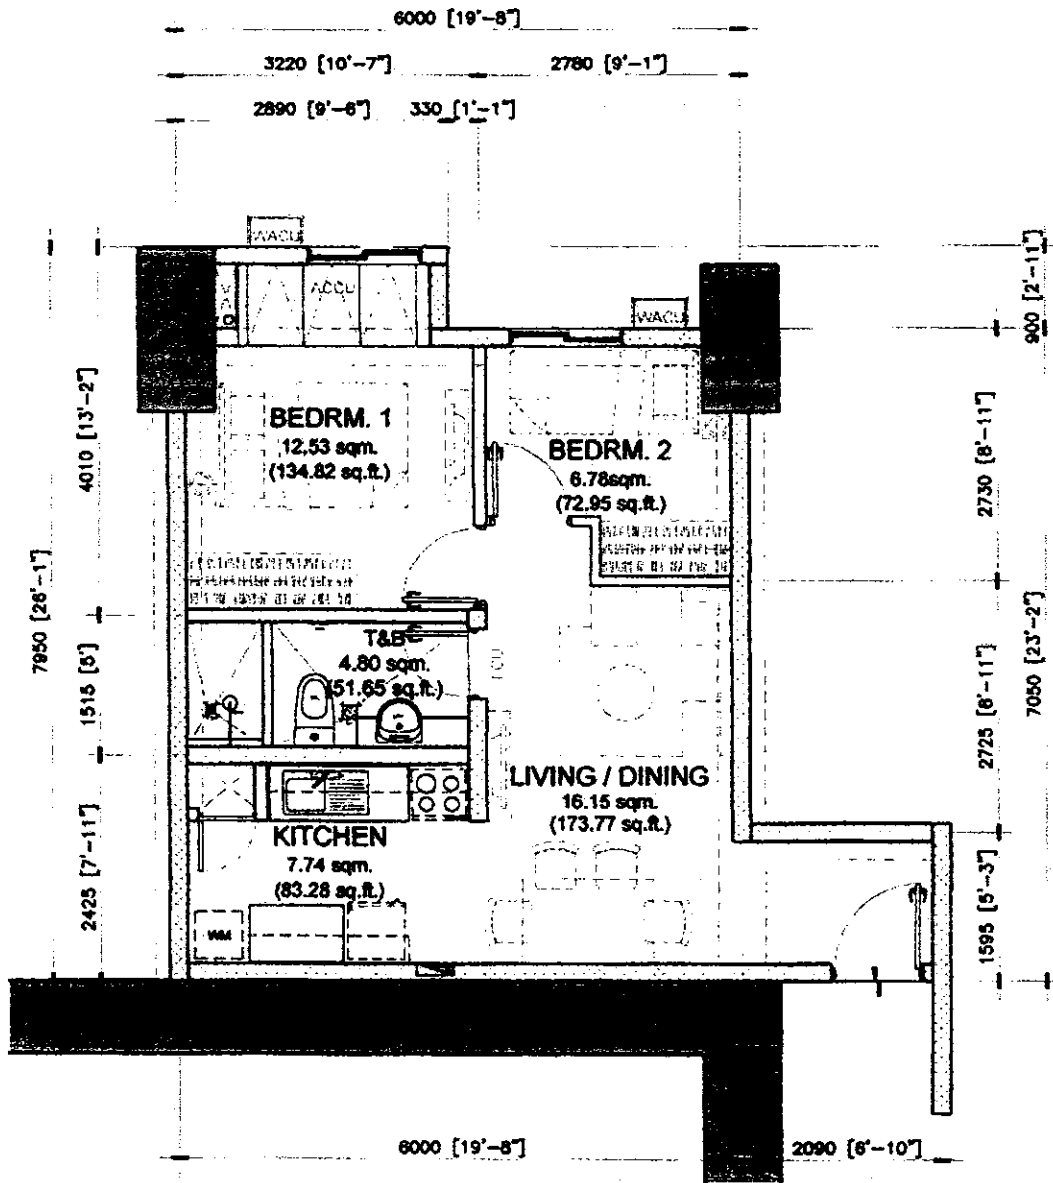 6000 [19'-8"]
3220 [10'-7"]
2780 [9'-1"]
2890 [9'-6"]
330 [1'-1"]
WACU
ACCU
WACU
900 [2'-11"]
4010 [13'-2"]
BEDRM. 1
12.53 sqm.
(134.82 sq.ft.)
BEDRM. 2
6.78sqm.
(72.95 sq.ft.)
2730 [8'-11"]
7950 [26'-1"]
1515 [5']
T&B
4.80 sqm.
(51.65 sq.ft.)
2725 [8'-11"]
7050 [23'-2"]
LIVING / DINING
16.15 sqm.
(173.77 sq.ft.)
KITCHEN
7.74 sqm.
(83.28 sq.ft.)
2425 [7'-11"]
WM
1595 [5'-3"]
6000 [19'-8"]
2090 [6'-10"]